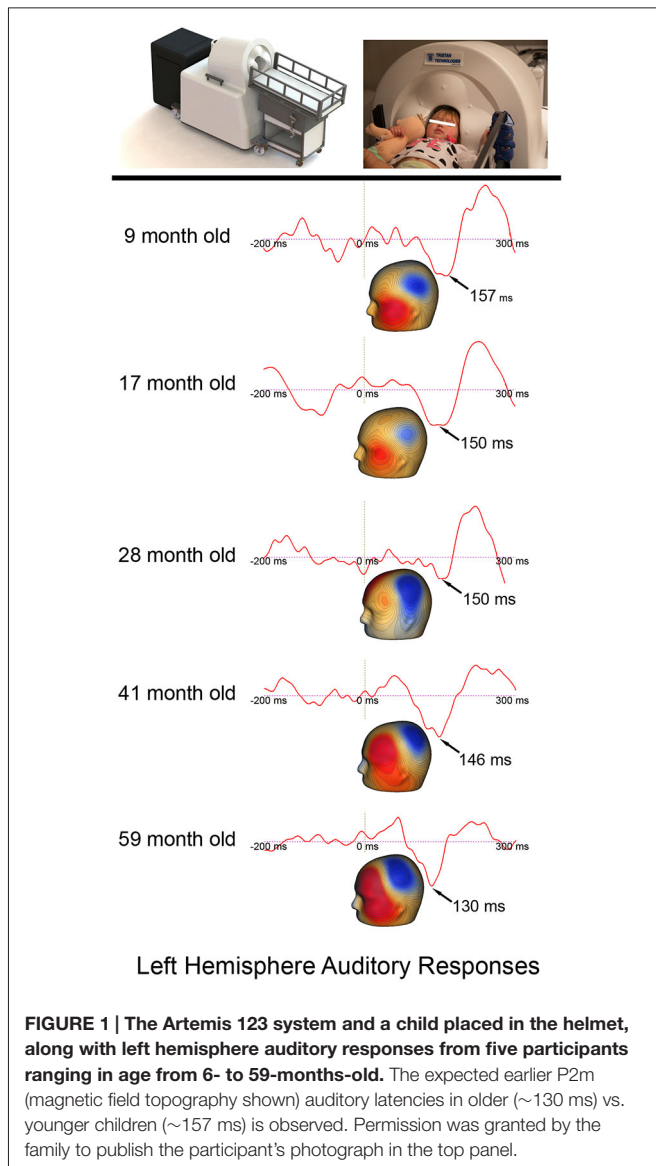 TRISTAN
TECHNOLOGIES
9 month old
-200 ms
0 ms
300 ms
157 ms
17 month old
-200 ms
0 ms
300 ms
150 ms
28 month old
-200 ms
0 ms
300 ms
150 ms
41 month old
-200 ms
0 ms
300 ms
146 ms
59 month old
-200 ms
0 ms
300 ms
130 ms
Left Hemisphere Auditory Responses
FIGURE 1 | The Artemis 123 system and a child placed in the helmet,
along with left hemisphere auditory responses from five participants
ranging in age from 6- to 59-months-old. The expected earlier P2m
(magnetic field topography shown) auditory latencies in older (∼130 ms) vs.
younger children (∼157 ms) is observed. Permission was granted by the
family to publish the participant's photograph in the top panel.